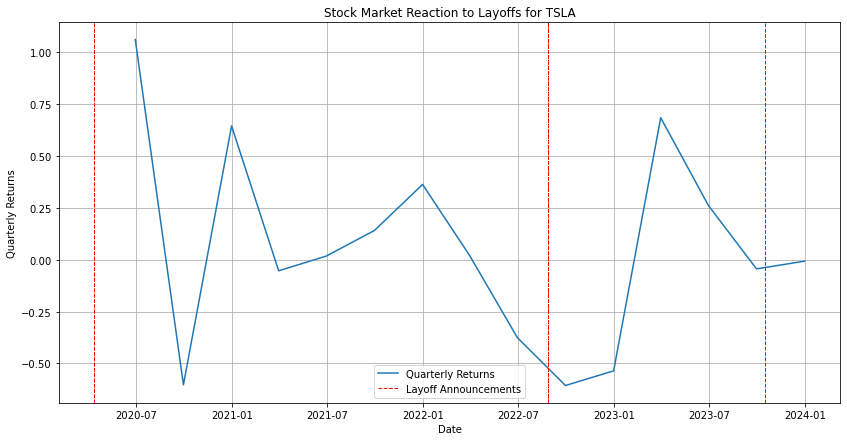 Stock Market Reaction to Layoffs for TSLA
Quarterly Returns
1.00
0.75
0.50
0.25
0.00
−0.25
−0.50
Quarterly Returns
Layoff Announcements
2020-07 2021-01 2021-07 2022-01 2022-07 2023-01 2023-07 2024-01
Date